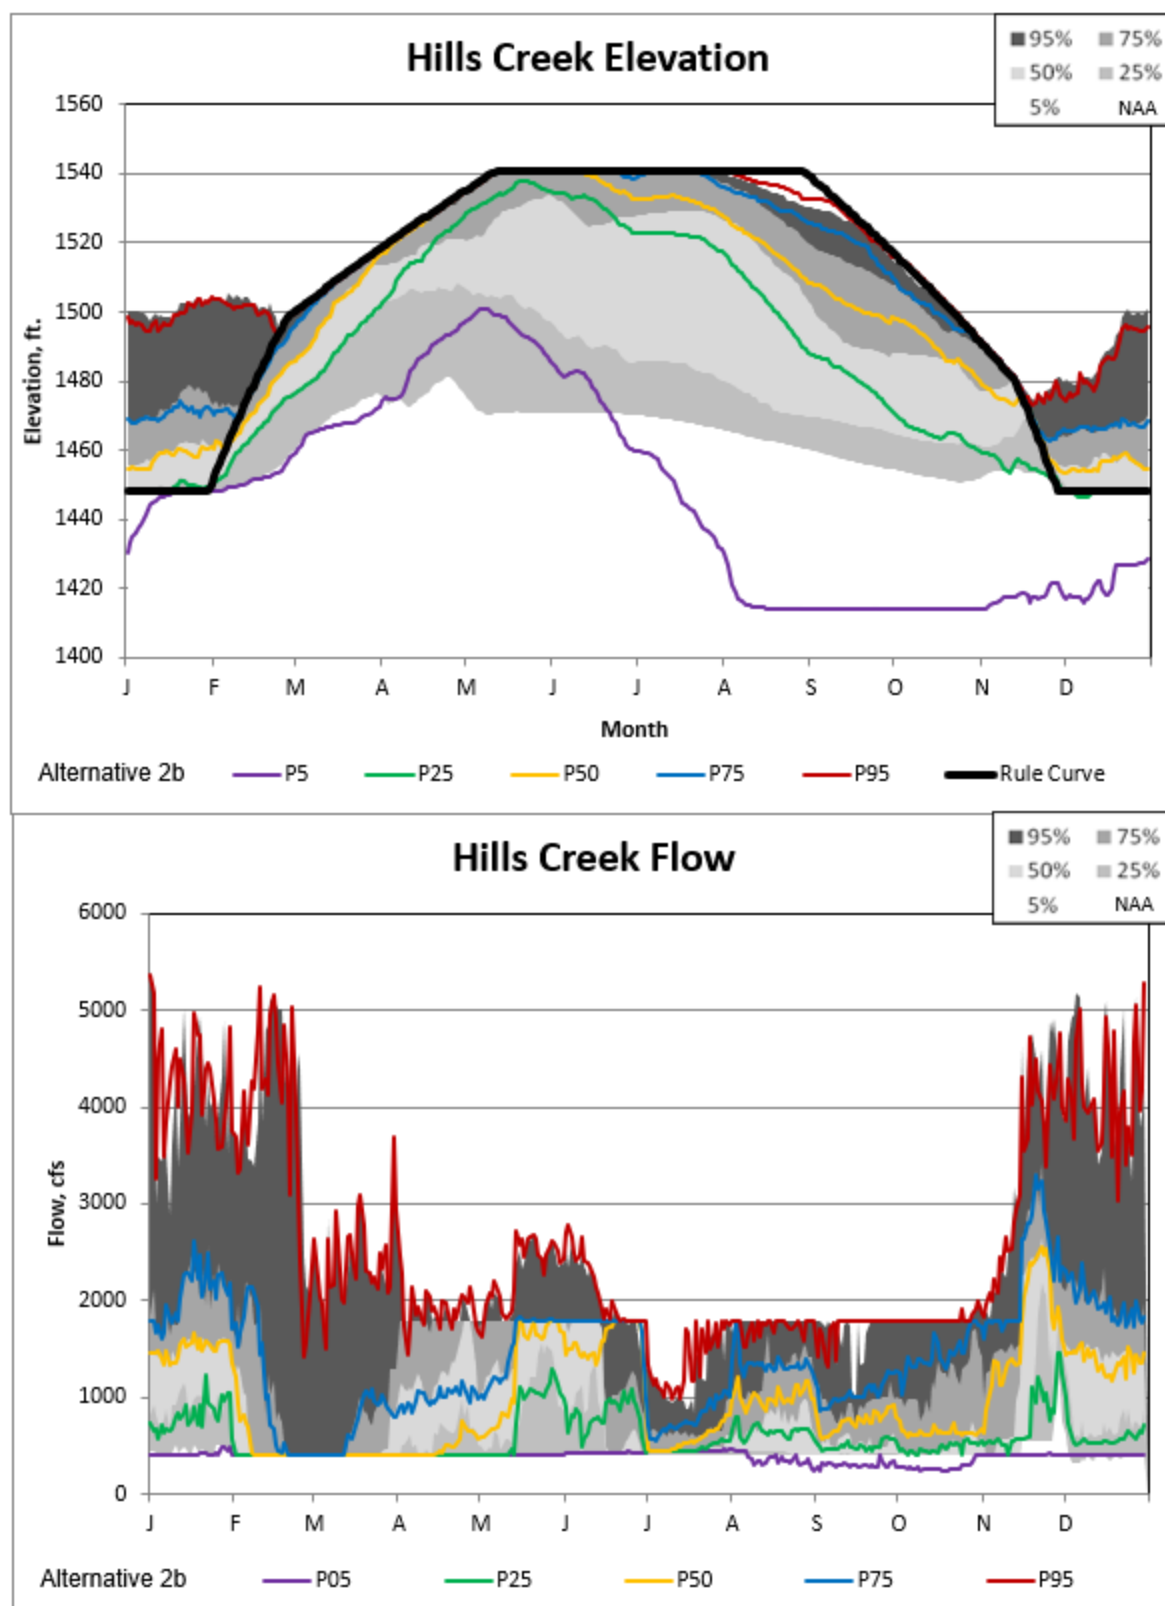 Hills Creek Elevation
95% 75%
50% 25%
5% NAA
Elevation, ft.
1560
1540
1520
1500
1480
1460
1440
1420
1400
J F M A M J J A S O N D
Month
Alternative 2b P5 P25 P50 P75 P95 Rule Curve
Hills Creek Flow
95% 75%
50% 25%
5% NAA
Flow, cfs
6000
5000
4000
3000
2000
1000
0
J F M A M J J A S O N D
Alternative 2b P05 P25 P50 P75 P95